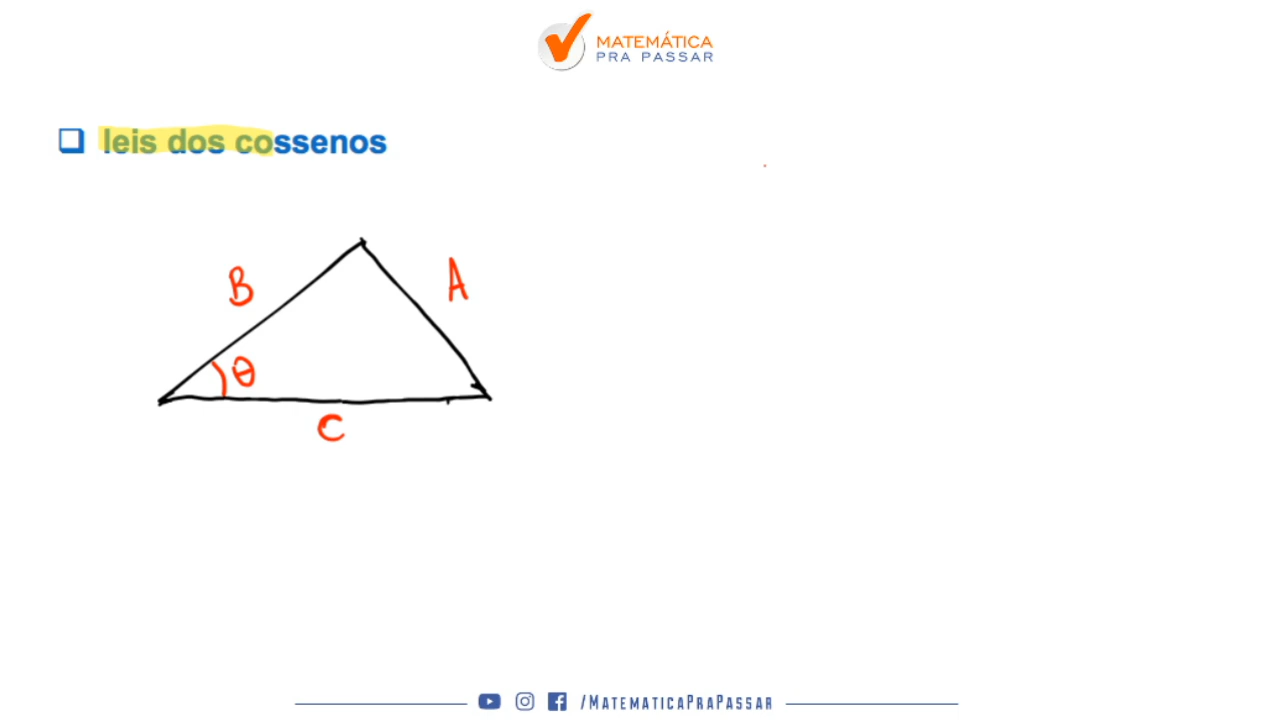 MATEMÁTICA
PRA PASSAR
leis dos cossenos
B
A
θ
C
/MATEMATICAPRAPASSAR